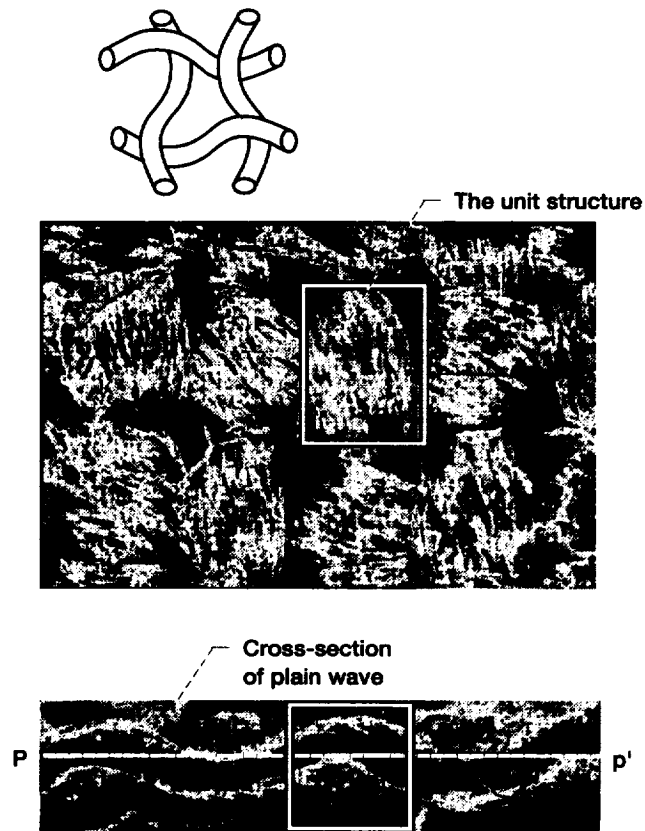 The unit structure
Cross-section
of plain wave
P
p'